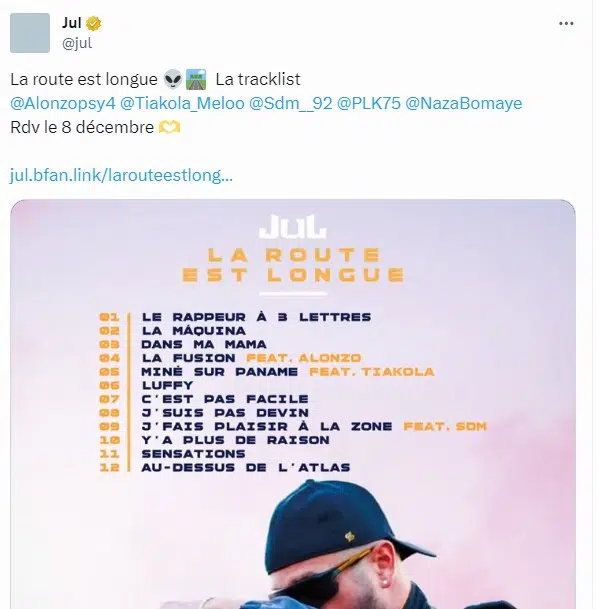 Jul
@jul
La route est longue 👽🛣️ La tracklist
@Alonzopsy4 @Tiakola_Meloo @Sdm__92 @PLK75 @NazaBomaye
Rdv le 8 décembre 🫶
jul.bfan.link/larouteestlong...
JUL
LA ROUTE
EST LONGUE
01 LE RAPPEUR À 3 LETTRES
02 LA MÁQUINA
03 DANS MA MAMA
04 LA FUSION FEAT. ALONZO
05 MINÉ SUR PANAME FEAT. TIAKOLA
06 LUFFY
07 C'EST PAS FACILE
08 J'SUIS PAS DEVIN
09 J'FAIS PLAISIR À LA ZONE FEAT. SDM
10 Y'A PLUS DE RAISON
11 SENSATIONS
12 AU-DESSUS DE L'ATLAS